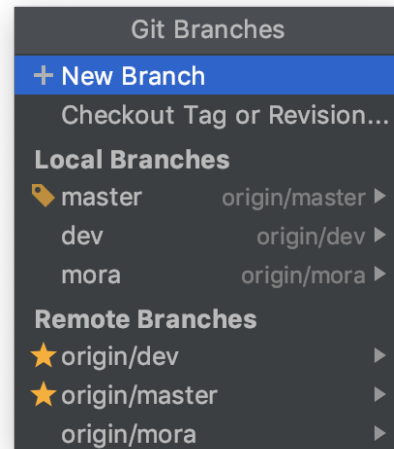 Git Branches
New Branch
Checkout Tag or Revision...
Local Branches
master origin/master
dev origin/dev
mora origin/mora
Remote Branches
origin/dev
origin/master
origin/mora